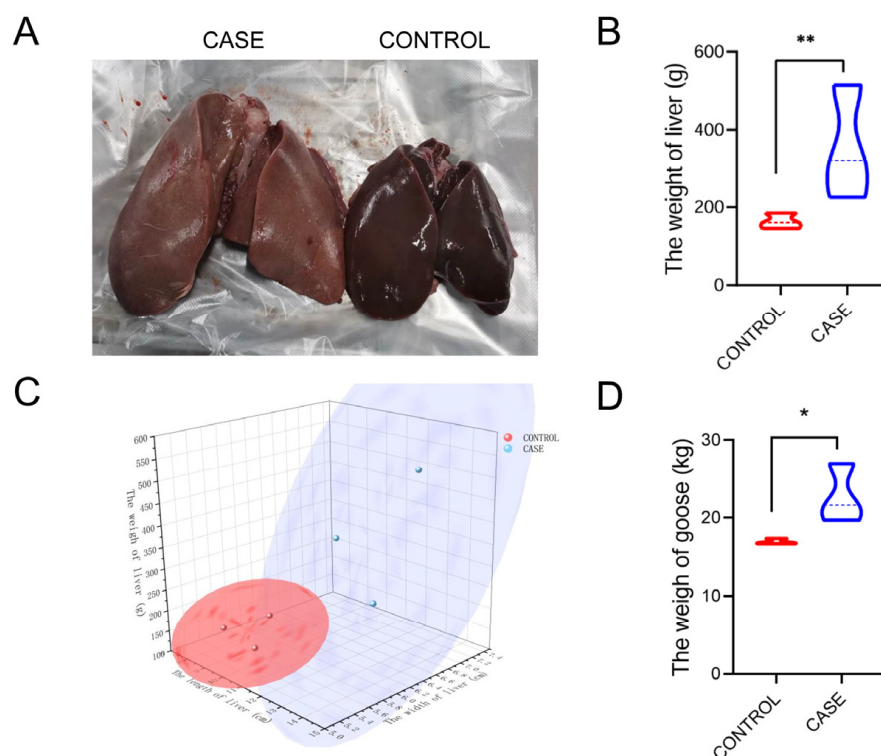 A
CASE CONTROL
B
**
The weight of liver (g)
600
400
200
0
CONTROL
CASE
C
600
550
500
450
400
350
300
250
200
150
100
The weigh of liver (g)
The length of liver (cm)
The width of liver (cm)
CONTROL
CASE
D
*
The weigh of goose (kg)
30
20
10
0
CONTROL
CASE